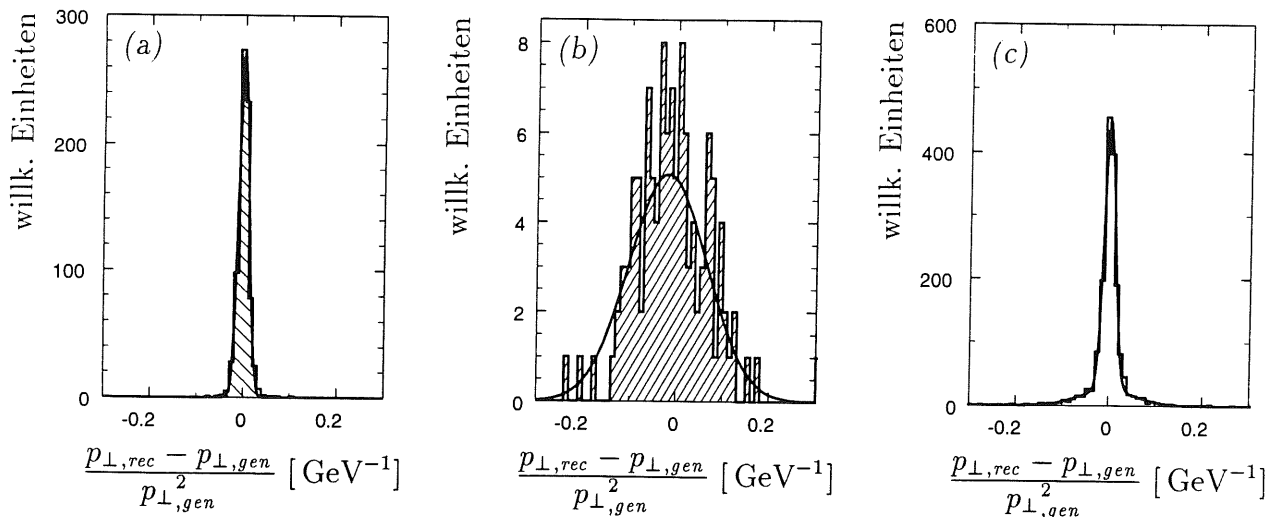 (a)
willk. Einheiten
300
200
100
0
-0.2
0
0.2
p⊥,rec − p⊥,gen
p⊥,gen² [ GeV⁻¹ ]
(b)
willk. Einheiten
8
6
4
2
0
-0.2
0
0.2
p⊥,rec − p⊥,gen
p⊥,gen² [ GeV⁻¹ ]
(c)
willk. Einheiten
600
400
200
0
-0.2
0
0.2
p⊥,rec − p⊥,gen
p⊥,gen² [ GeV⁻¹ ]